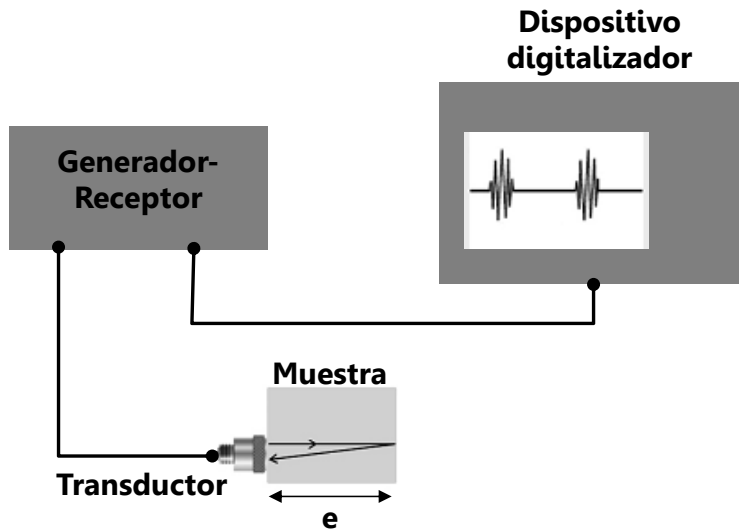 Dispositivo
digitalizador
Generador-
Receptor
Muestra
Transductor
e